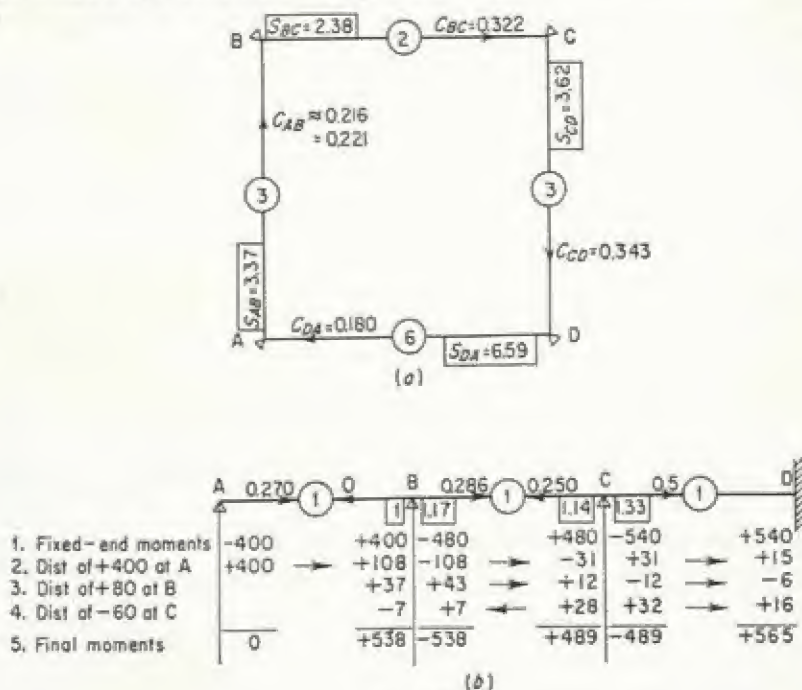 B S_BC=2.38 2 C_BC=0.322 C
C_AB≈0.216
=0.221
S_CD=3.62
3 3
C_CD=0.343
S_AB=3.37
A C_DA=0.180 6 S_DA=6.59 D
(a)
A 0.270 1 0 B 0.286 1 0.250 C 0.5 1 D
1 1.17 1.14 1.33
1. Fixed-end moments -400 +400 -480 +480 -540 +540
2. Dist of +400 at A +400 → +108 -108 → -31 +31 → +15
3. Dist of +80 at B +37 +43 → +12 -12 → -6
4. Dist of -60 at C -7 +7 ← +28 +32 → +16
5. Final moments 0 +538 -538 +489 -489 +565
(b)